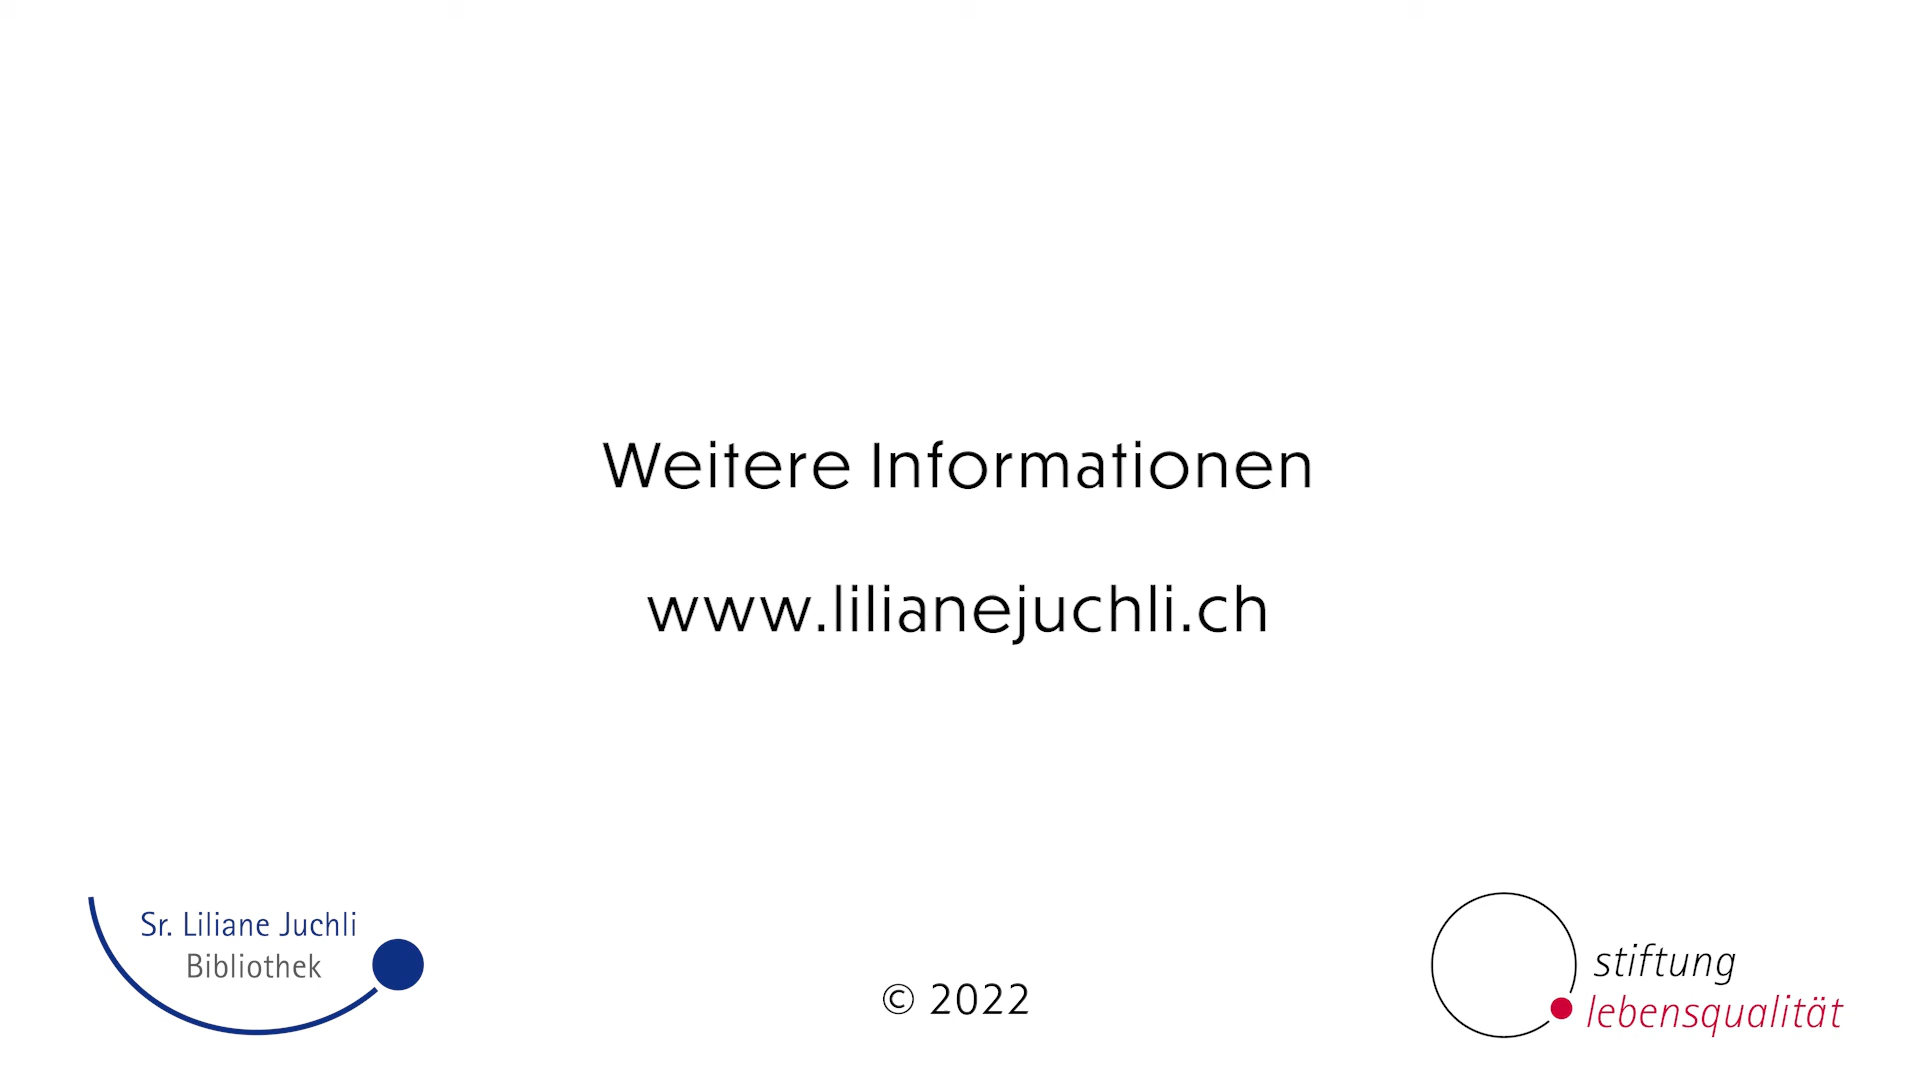 Weitere Informationen
www.lilianejuchli.ch
Sr. Liliane Juchli
Bibliothek
© 2022
stiftung
lebensqualität